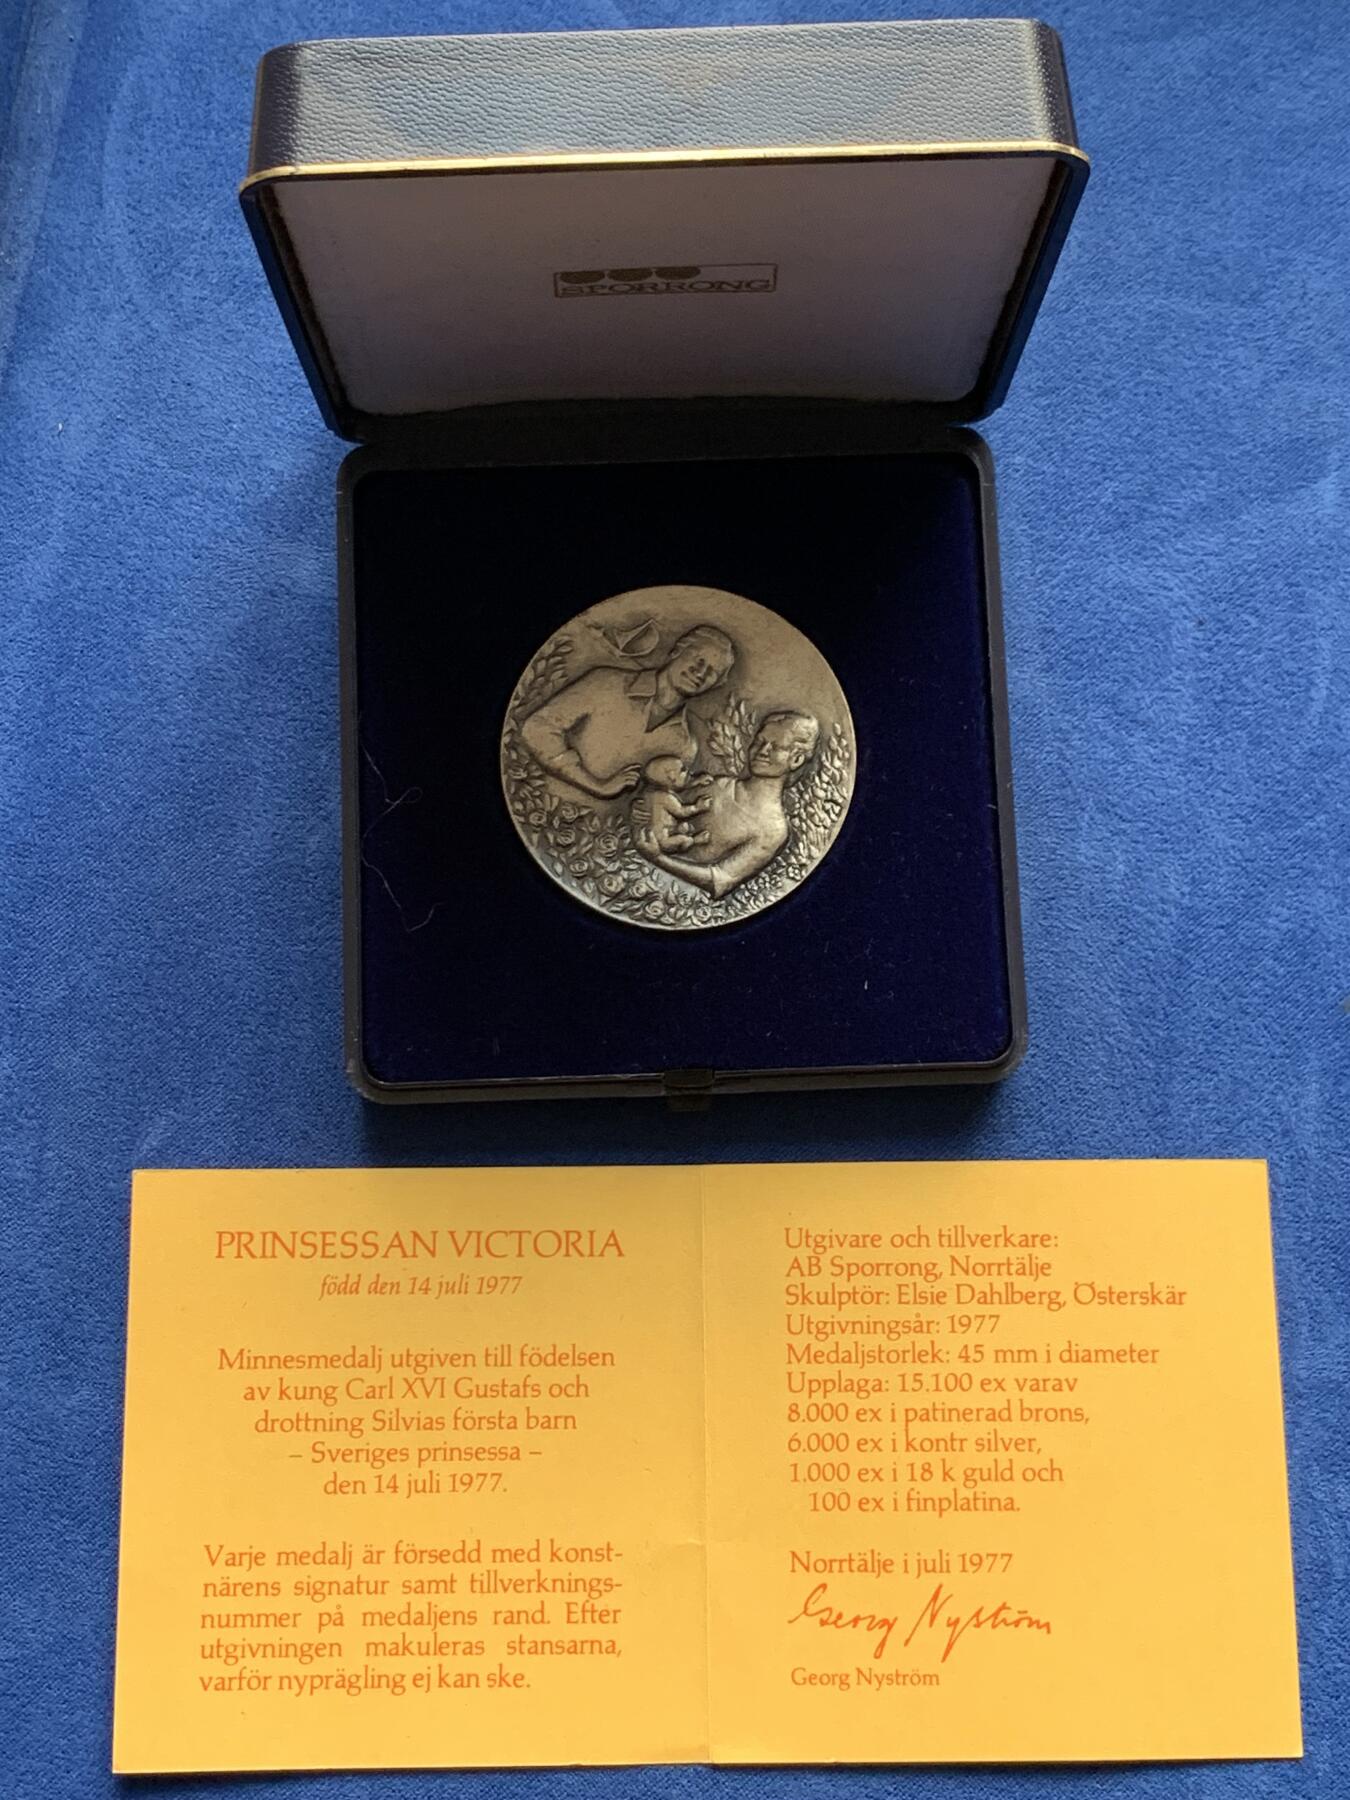 SPORRONG
PRINSESSAN VICTORIA
född den 14 juli 1977
Minnesmedalj utgiven till födelsen
av kung Carl XVI Gustafs och
drottning Silvias första barn
– Sveriges prinsessa –
den 14 juli 1977.
Varje medalj är försedd med konst-
närens signatur samt tillverknings-
nummer på medaljens rand. Efter
utgivningen makuleras stansarna,
varför nyprägling ej kan ske.
Utgivare och tillverkare:
AB Sporrong, Norrtälje
Skulptör: Elsie Dahlberg, Österskär
Utgivningsår: 1977
Medaljstorlek: 45 mm i diameter
Upplaga: 15.100 ex varav
8.000 ex i patinerad brons,
6.000 ex i kontr silver,
1.000 ex i 18 k guld och
100 ex i finplatina.
Norrtälje i juli 1977
Georg Nyström
Georg Nyström